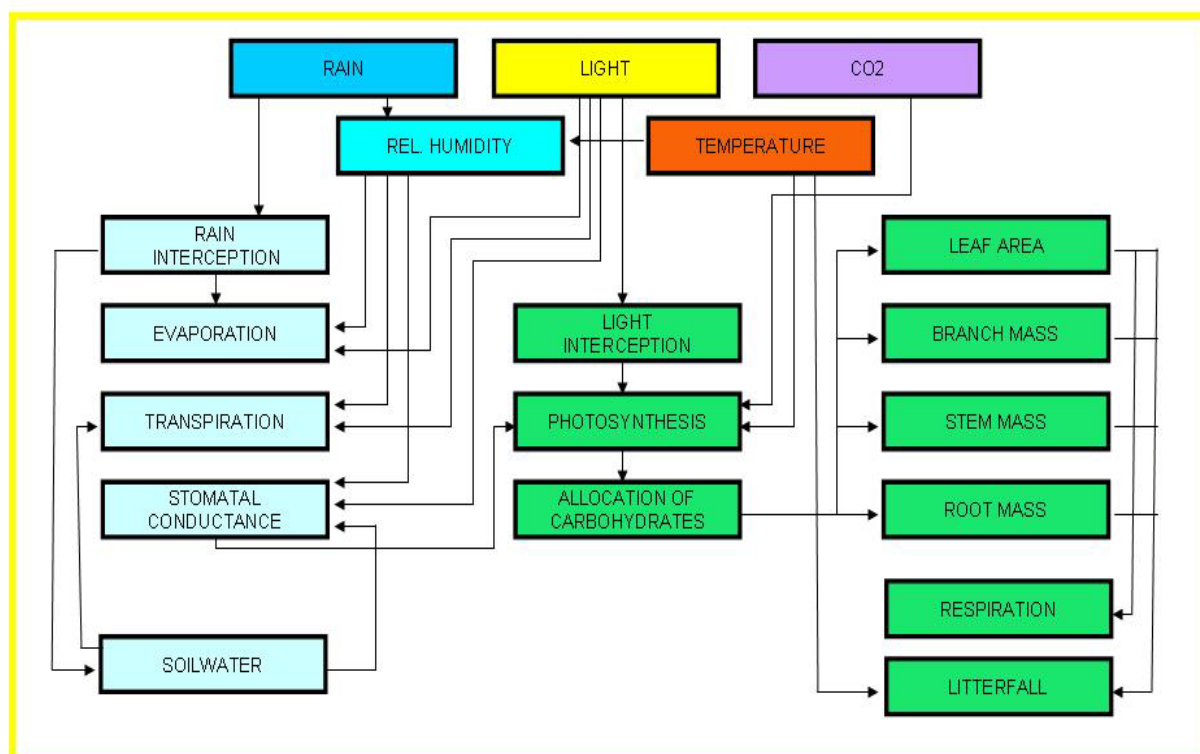 RAIN
LIGHT
CO2
REL. HUMIDITY
TEMPERATURE
RAIN
INTERCEPTION
LEAF AREA
EVAPORATION
LIGHT
INTERCEPTION
BRANCH MASS
TRANSPIRATION
PHOTOSYNTHESIS
STEM MASS
STOMATAL
CONDUCTANCE
ALLOCATION OF
CARBOHYDRATES
ROOT MASS
RESPIRATION
SOILWATER
LITTERFALL